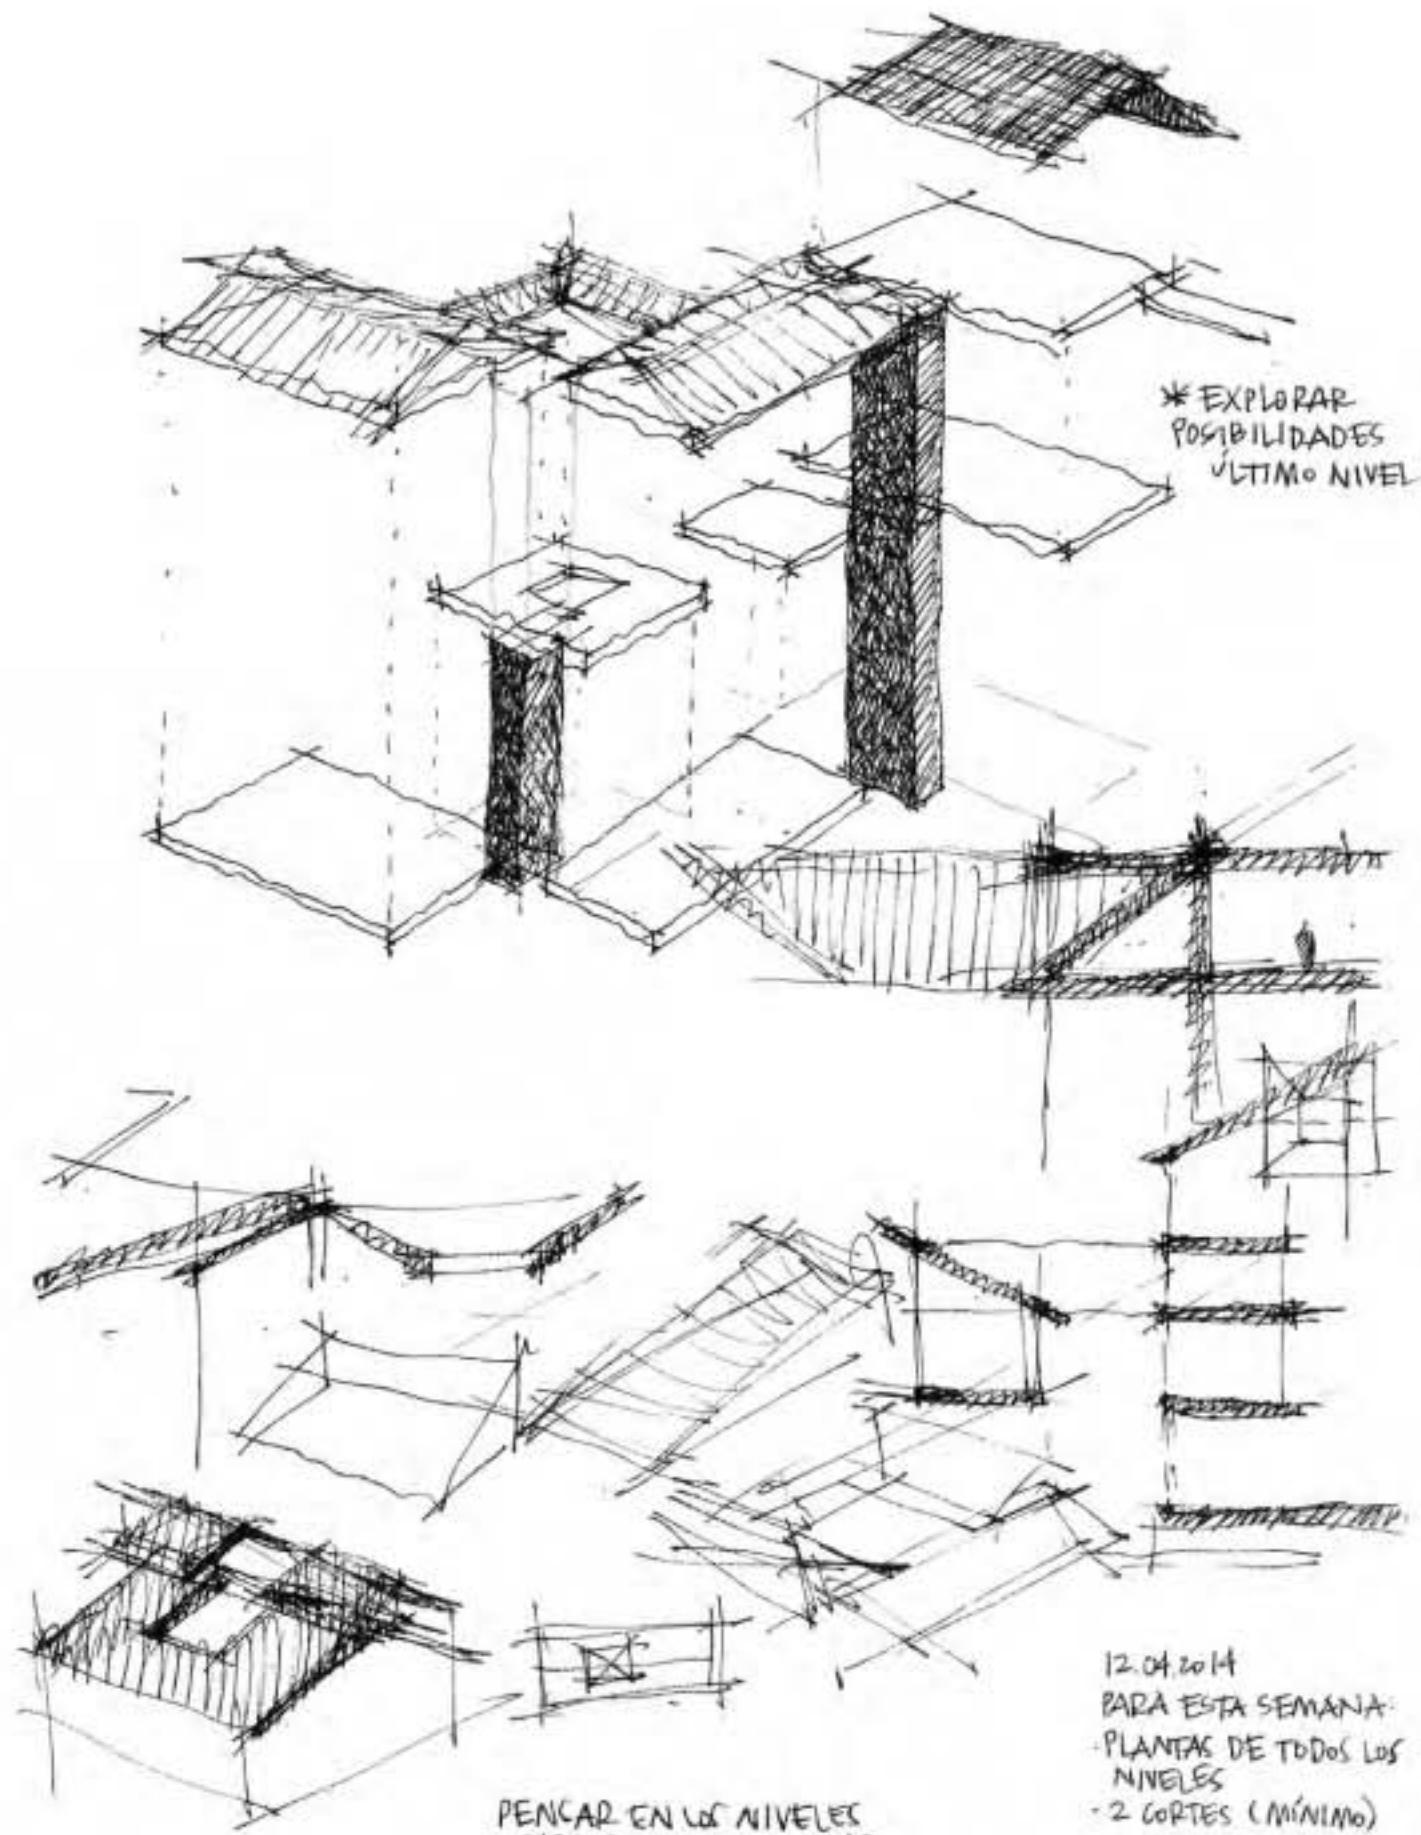 * EXPLORAR
POSIBILIDADES
ÚLTIMO NIVEL
12.04.2014
PARA ESTA SEMANA:
· PLANTAS DE TODOS LOS
NIVELES
- 2 CORTES (MÍNIMO)
PENSAR EN LOS NIVELES